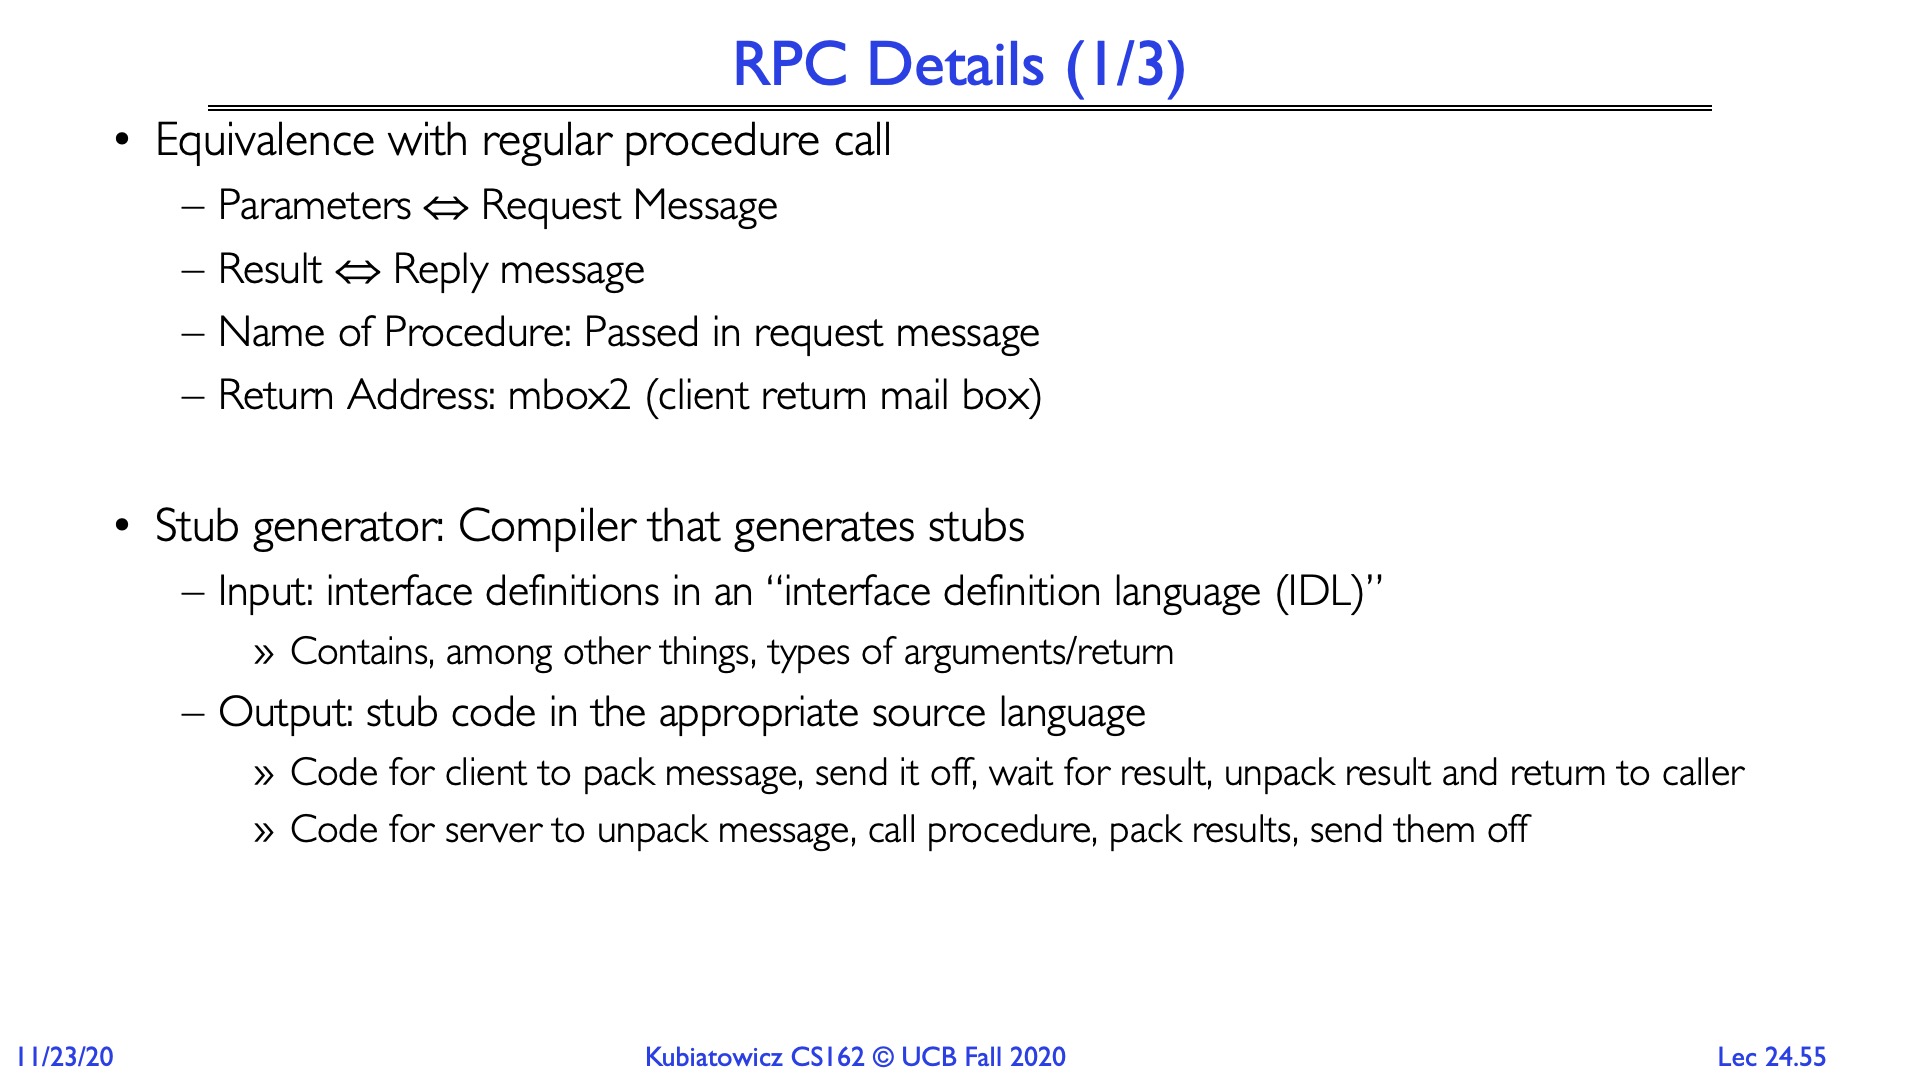 RPC Details (1/3)
• Equivalence with regular procedure call
– Parameters ⇔ Request Message
– Result ⇔ Reply message
– Name of Procedure: Passed in request message
– Return Address: mbox2 (client return mail box)
• Stub generator: Compiler that generates stubs
– Input: interface definitions in an “interface definition language (IDL)”
» Contains, among other things, types of arguments/return
– Output: stub code in the appropriate source language
» Code for client to pack message, send it off, wait for result, unpack result and return to caller
» Code for server to unpack message, call procedure, pack results, send them off
11/23/20
Kubiatowicz CS162 © UCB Fall 2020
Lec 24.55